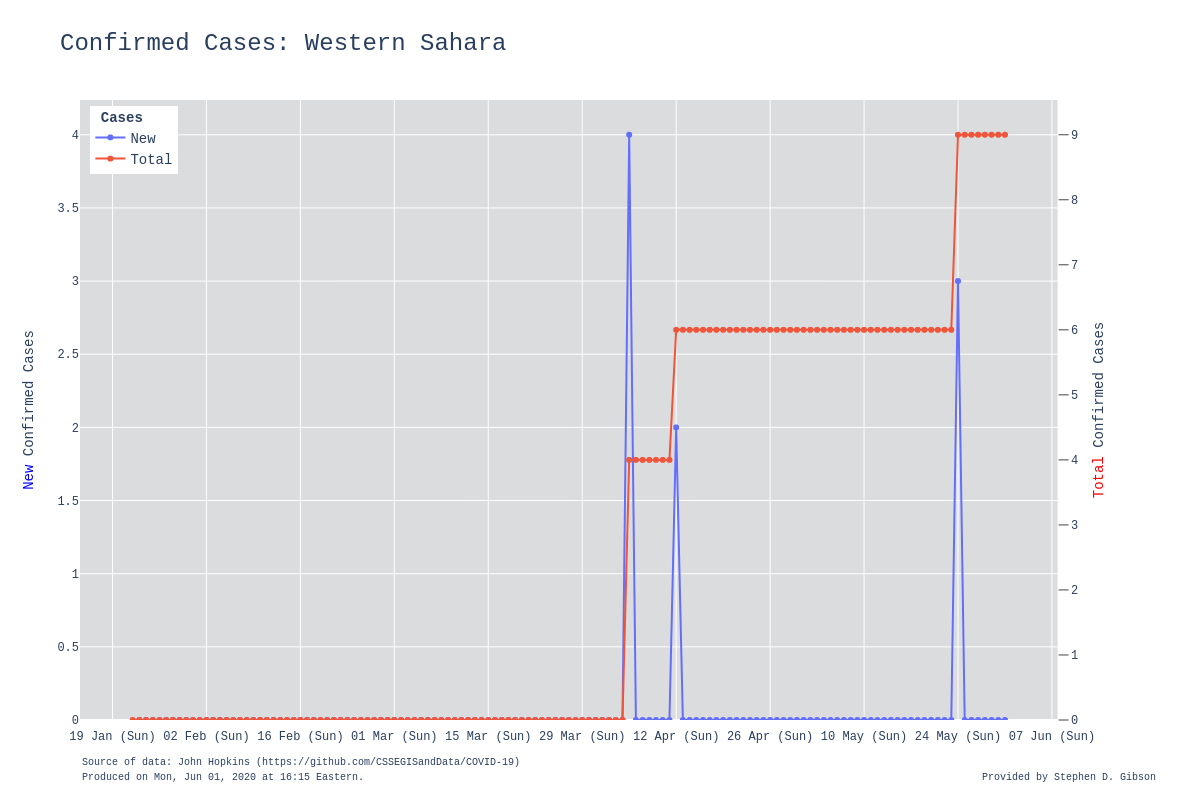 Confirmed Cases: Western Sahara
Cases
New
Total
4
3.5
3
2.5
2
1.5
1
0.5
0
New Confirmed Cases
9
8
7
6
5
4
3
2
1
0
Total Confirmed Cases
19 Jan (Sun) 02 Feb (Sun) 16 Feb (Sun) 01 Mar (Sun) 15 Mar (Sun) 29 Mar (Sun) 12 Apr (Sun) 26 Apr (Sun) 10 May (Sun) 24 May (Sun) 07 Jun (Sun)
Source of data: John Hopkins (https://github.com/CSSEGISandData/COVID-19)
Produced on Mon, Jun 01, 2020 at 16:15 Eastern.
Provided by Stephen D. Gibson